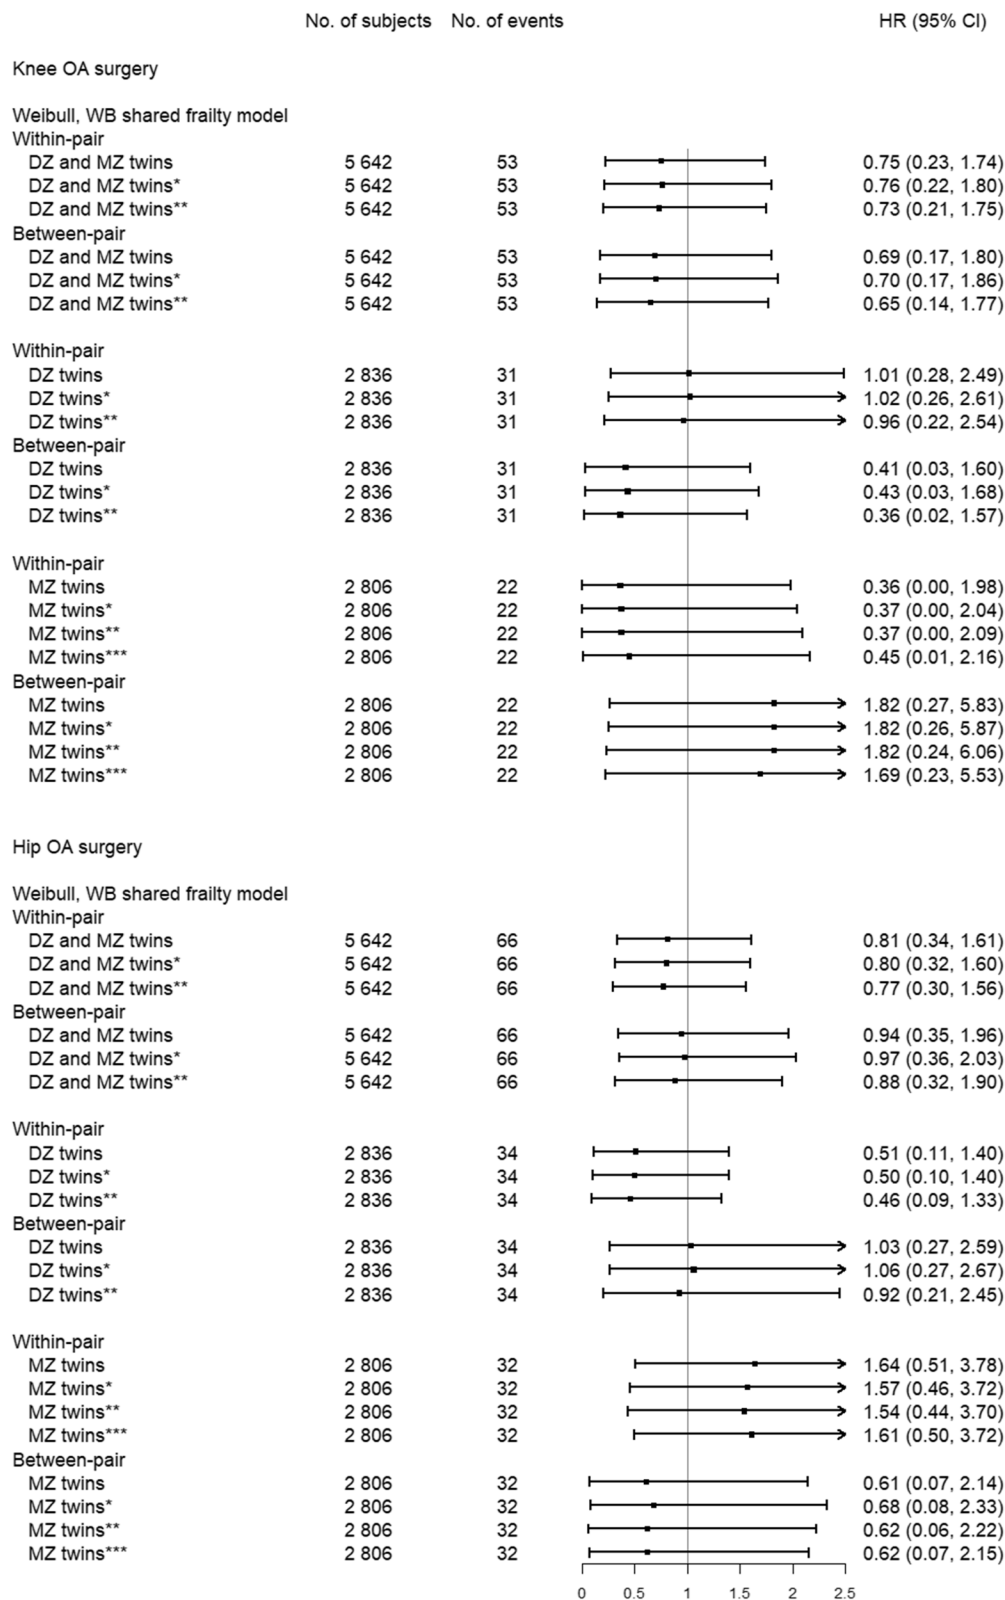 No. of subjects No. of events HR (95% CI)
Knee OA surgery
Weibull, WB shared frailty model
Within-pair
DZ and MZ twins 5 642 53 0.75 (0.23, 1.74)
DZ and MZ twins* 5 642 53 0.76 (0.22, 1.80)
DZ and MZ twins** 5 642 53 0.73 (0.21, 1.75)
Between-pair
DZ and MZ twins 5 642 53 0.69 (0.17, 1.80)
DZ and MZ twins* 5 642 53 0.70 (0.17, 1.86)
DZ and MZ twins** 5 642 53 0.65 (0.14, 1.77)
Within-pair
DZ twins 2 836 31 1.01 (0.28, 2.49)
DZ twins* 2 836 31 1.02 (0.26, 2.61)
DZ twins** 2 836 31 0.96 (0.22, 2.54)
Between-pair
DZ twins 2 836 31 0.41 (0.03, 1.60)
DZ twins* 2 836 31 0.43 (0.03, 1.68)
DZ twins** 2 836 31 0.36 (0.02, 1.57)
Within-pair
MZ twins 2 806 22 0.36 (0.00, 1.98)
MZ twins* 2 806 22 0.37 (0.00, 2.04)
MZ twins** 2 806 22 0.37 (0.00, 2.09)
MZ twins*** 2 806 22 0.45 (0.01, 2.16)
Between-pair
MZ twins 2 806 22 1.82 (0.27, 5.83)
MZ twins* 2 806 22 1.82 (0.26, 5.87)
MZ twins** 2 806 22 1.82 (0.24, 6.06)
MZ twins*** 2 806 22 1.69 (0.23, 5.53)
Hip OA surgery
Weibull, WB shared frailty model
Within-pair
DZ and MZ twins 5 642 66 0.81 (0.34, 1.61)
DZ and MZ twins* 5 642 66 0.80 (0.32, 1.60)
DZ and MZ twins** 5 642 66 0.77 (0.30, 1.56)
Between-pair
DZ and MZ twins 5 642 66 0.94 (0.35, 1.96)
DZ and MZ twins* 5 642 66 0.97 (0.36, 2.03)
DZ and MZ twins** 5 642 66 0.88 (0.32, 1.90)
Within-pair
DZ twins 2 836 34 0.51 (0.11, 1.40)
DZ twins* 2 836 34 0.50 (0.10, 1.40)
DZ twins** 2 836 34 0.46 (0.09, 1.33)
Between-pair
DZ twins 2 836 34 1.03 (0.27, 2.59)
DZ twins* 2 836 34 1.06 (0.27, 2.67)
DZ twins** 2 836 34 0.92 (0.21, 2.45)
Within-pair
MZ twins 2 806 32 1.64 (0.51, 3.78)
MZ twins* 2 806 32 1.57 (0.46, 3.72)
MZ twins** 2 806 32 1.54 (0.44, 3.70)
MZ twins*** 2 806 32 1.61 (0.50, 3.72)
Between-pair
MZ twins 2 806 32 0.61 (0.07, 2.14)
MZ twins* 2 806 32 0.68 (0.08, 2.33)
MZ twins** 2 806 32 0.62 (0.06, 2.22)
MZ twins*** 2 806 32 0.62 (0.07, 2.15)
0 0.5 1 1.5 2 2.5